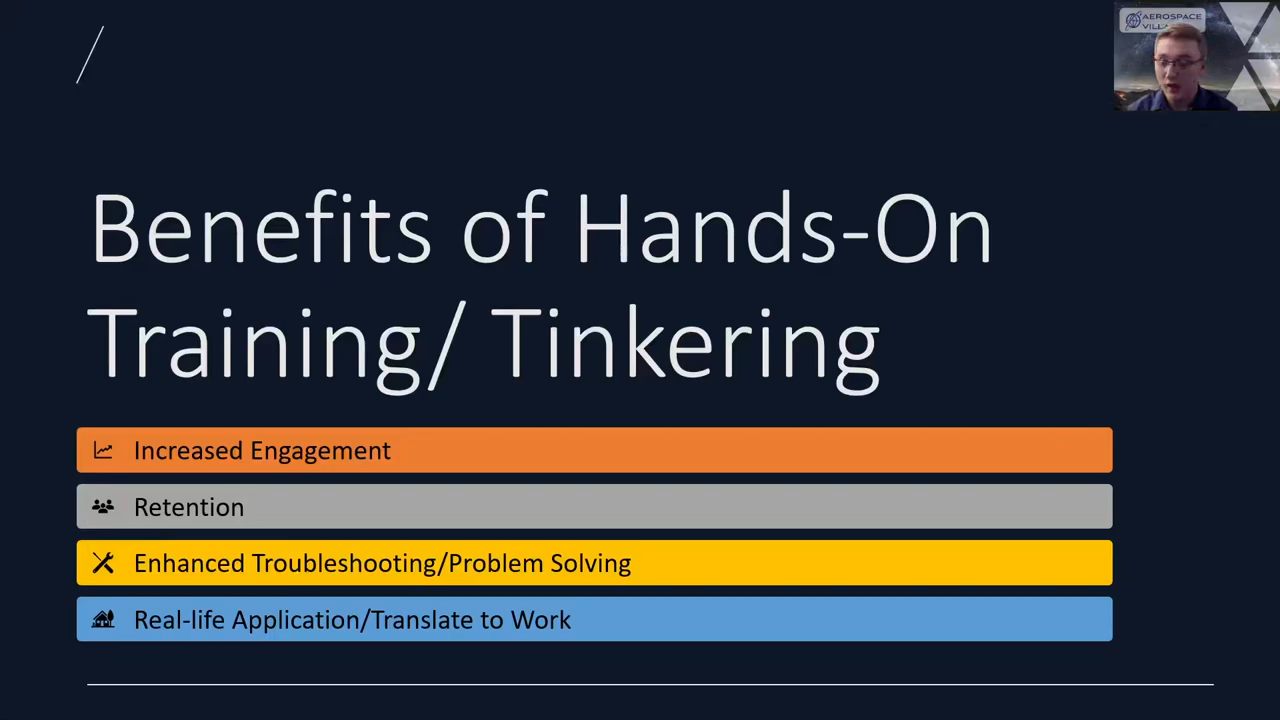 AEROSPACE
VILLAGE
Benefits of Hands-On
Training/ Tinkering
Increased Engagement
Retention
Enhanced Troubleshooting/Problem Solving
Real-life Application/Translate to Work